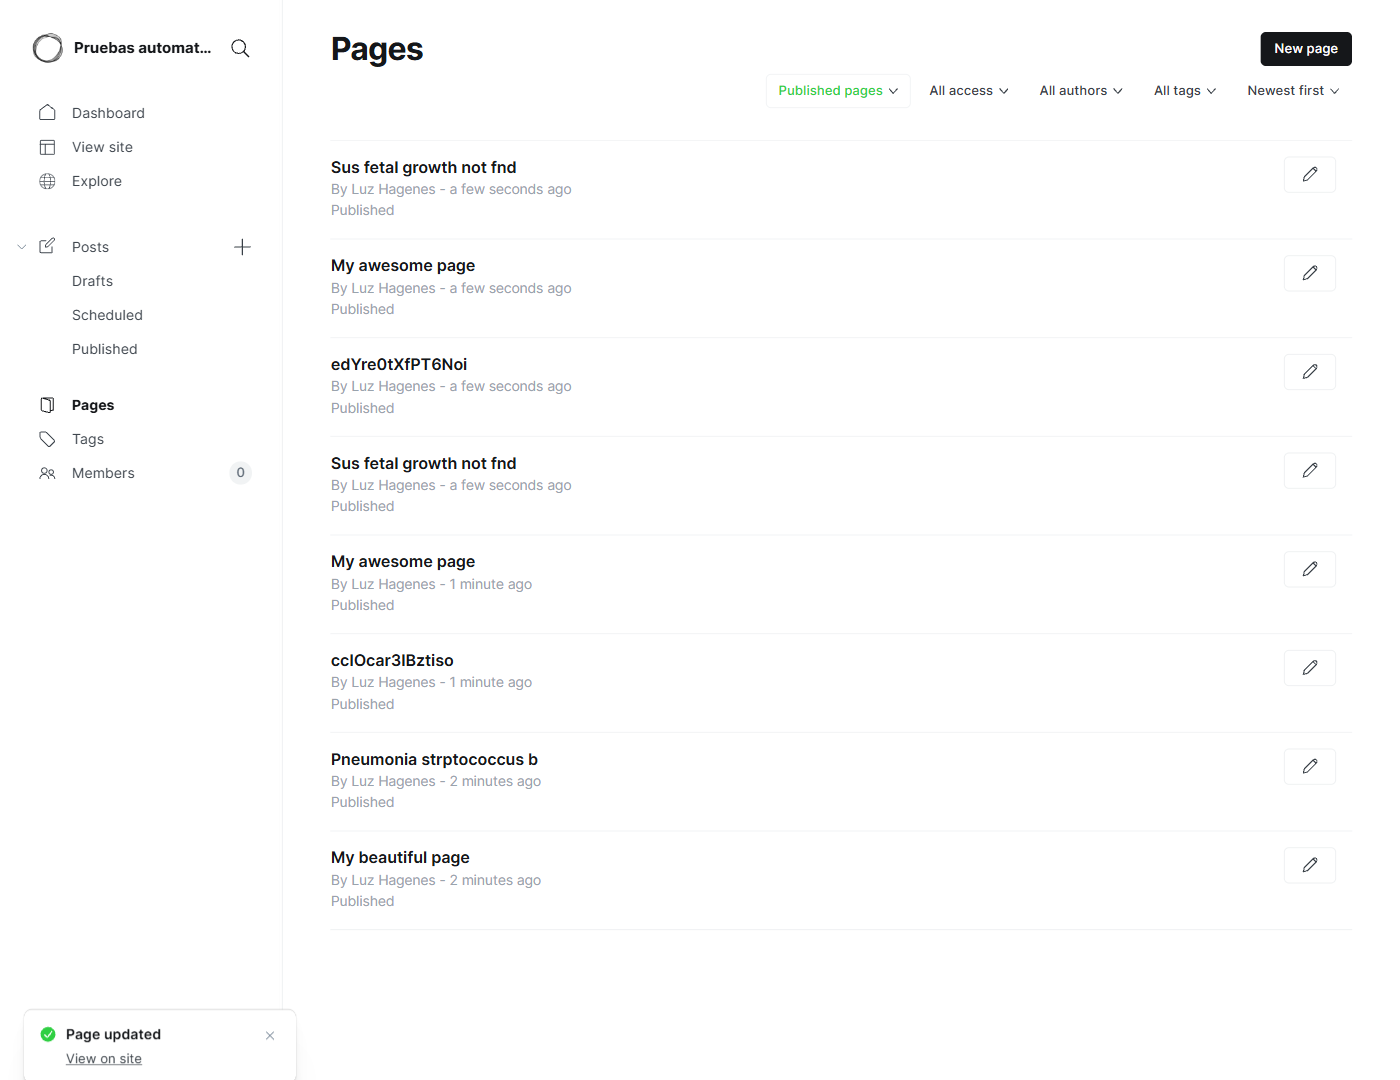 Pruebas automat...
Dashboard
View site
Explore
Posts
Drafts
Scheduled
Published
Pages
Tags
Members 0
Pages
New page
Published pages All access All authors All tags Newest first
Sus fetal growth not fnd
By Luz Hagenes - a few seconds ago
Published
My awesome page
By Luz Hagenes - a few seconds ago
Published
edYre0tXfPT6Noi
By Luz Hagenes - a few seconds ago
Published
Sus fetal growth not fnd
By Luz Hagenes - a few seconds ago
Published
My awesome page
By Luz Hagenes - 1 minute ago
Published
ccIOcar3IBztiso
By Luz Hagenes - 1 minute ago
Published
Pneumonia strptococcus b
By Luz Hagenes - 2 minutes ago
Published
My beautiful page
By Luz Hagenes - 2 minutes ago
Published
Page updated
View on site